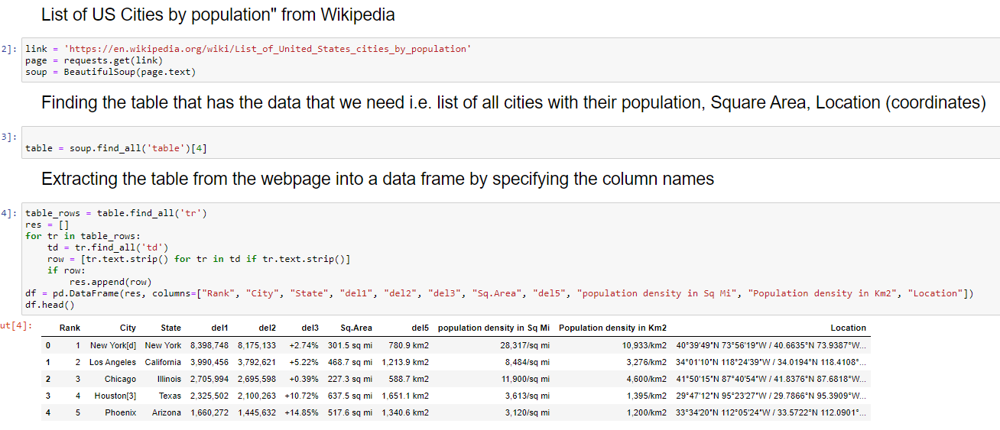 List of US Cities by population" from Wikipedia
2]: link = 'https://en.wikipedia.org/wiki/List_of_United_States_cities_by_population'
page = requests.get(link)
soup = BeautifulSoup(page.text)
Finding the table that has the data that we need i.e. list of all cities with their population, Square Area, Location (coordinates)
3]:
table = soup.find_all('table')[4]
Extracting the table from the webpage into a data frame by specifying the column names
4]: table_rows = table.find_all('tr')
res = []
for tr in table_rows:
    td = tr.find_all('td')
    row = [tr.text.strip() for tr in td if tr.text.strip()]
    if row:
        res.append(row)
df = pd.DataFrame(res, columns=["Rank", "City", "State", "del1", "del2", "del3", "Sq.Area", "del5", "population density in Sq Mi", "Population density in Km2", "Location"])
df.head()
ut[4]: Rank City State del1 del2 del3 Sq.Area del5 population density in Sq Mi Population density in Km2 Location
0 1 New York[d] New York 8,398,748 8,175,133 +2.74% 301.5 sq mi 780.9 km2 28,317/sq mi 10,933/km2 40°39′49″N 73°56′19″W / 40.6635°N 73.9387°W...
1 2 Los Angeles California 3,990,456 3,792,621 +5.22% 468.7 sq mi 1,213.9 km2 8,484/sq mi 3,276/km2 34°01′10″N 118°24′39″W / 34.0194°N 118.4108°...
2 3 Chicago Illinois 2,705,994 2,695,598 +0.39% 227.3 sq mi 588.7 km2 11,900/sq mi 4,600/km2 41°50′15″N 87°40′54″W / 41.8376°N 87.6818°W...
3 4 Houston[3] Texas 2,325,502 2,100,263 +10.72% 637.5 sq mi 1,651.1 km2 3,613/sq mi 1,395/km2 29°47′12″N 95°23′27″W / 29.7866°N 95.3909°W...
4 5 Phoenix Arizona 1,660,272 1,445,632 +14.85% 517.6 sq mi 1,340.6 km2 3,120/sq mi 1,200/km2 33°34′20″N 112°05′24″W / 33.5722°N 112.0901°...